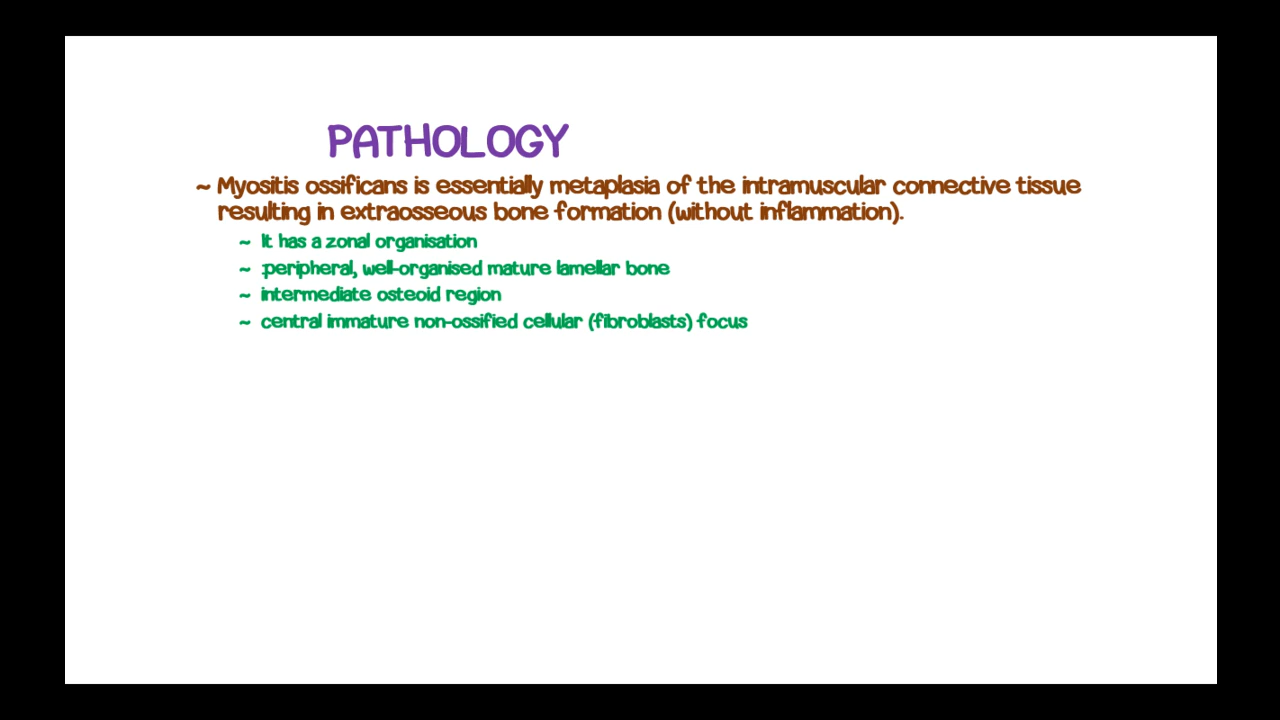 PATHOLOGY
~ Myositis ossificans is essentially metaplasia of the intramuscular connective tissue
resulting in extraosseous bone formation (without inflammation).
~ It has a zonal organisation
~ :peripheral, well-organised mature lamellar bone
~ intermediate osteoid region
~ central immature non-ossified cellular (fibroblasts) focus